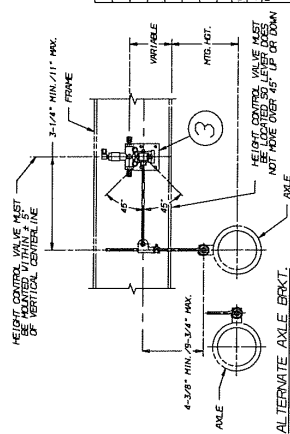 HEIGHT CONTROL VALVE MUST
BE MOUNTED WITHIN ± 5°
OF VERTICAL CENTERLINE
3-1/4" MIN./11" MAX.
FRAME
VARIABLE
MTG. HGT.
3
45°
45°
HEIGHT CONTROL VALVE MUST
BE LOCATED SO LEVER DOES
NOT MOVE OVER 45° UP OR DOWN
4-3/8" MIN./9-3/4" MAX.
AXLE
AXLE
ALTERNATE AXLE BRKT.